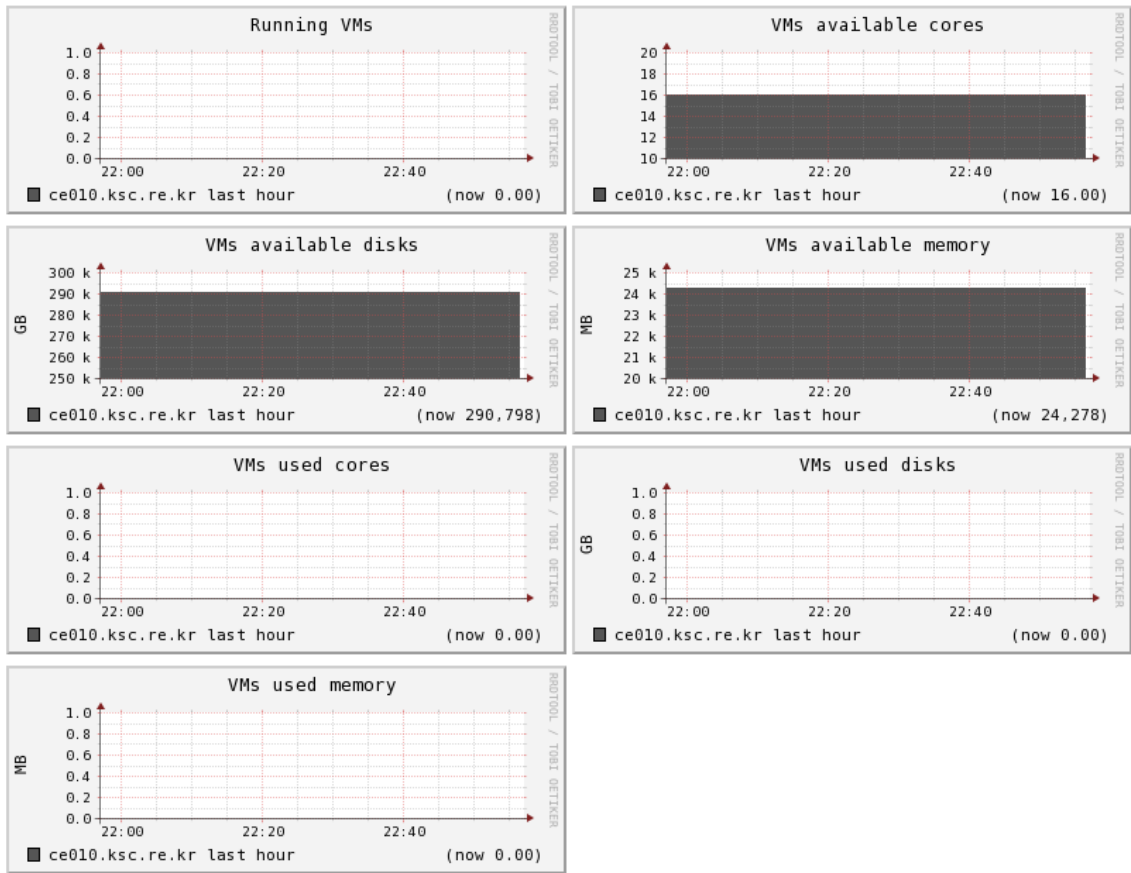 Running VMs
1.0
0.8
0.6
0.4
0.2
0.0
22:00 22:20 22:40
ce010.ksc.re.kr last hour (now 0.00)
RRDTOOL / TOBI OETIKER
VMs available cores
20
18
16
14
12
10
22:00 22:20 22:40
ce010.ksc.re.kr last hour (now 16.00)
RRDTOOL / TOBI OETIKER
VMs available disks
GB
300 k
290 k
280 k
270 k
260 k
250 k
22:00 22:20 22:40
ce010.ksc.re.kr last hour (now 290,798)
RRDTOOL / TOBI OETIKER
VMs available memory
MB
25 k
24 k
23 k
22 k
21 k
20 k
22:00 22:20 22:40
ce010.ksc.re.kr last hour (now 24,278)
RRDTOOL / TOBI OETIKER
VMs used cores
1.0
0.8
0.6
0.4
0.2
0.0
22:00 22:20 22:40
ce010.ksc.re.kr last hour (now 0.00)
RRDTOOL / TOBI OETIKER
VMs used disks
GB
1.0
0.8
0.6
0.4
0.2
0.0
22:00 22:20 22:40
ce010.ksc.re.kr last hour (now 0.00)
RRDTOOL / TOBI OETIKER
VMs used memory
MB
1.0
0.8
0.6
0.4
0.2
0.0
22:00 22:20 22:40
ce010.ksc.re.kr last hour (now 0.00)
RRDTOOL / TOBI OETIKER